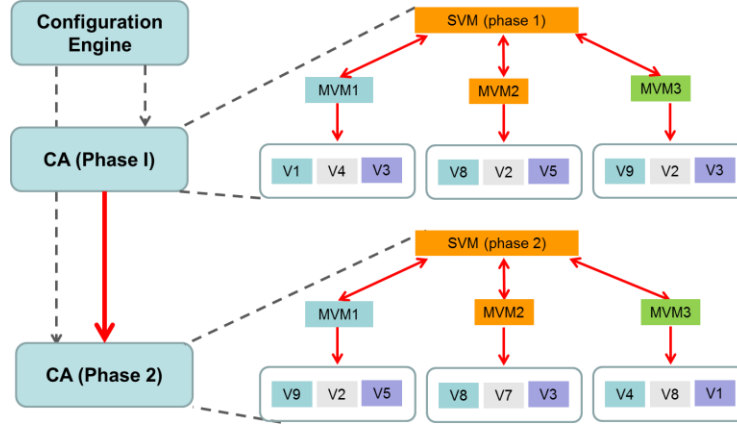 Configuration
Engine
SVM (phase 1)
MVM1
MVM2
MVM3
CA (Phase I)
V1 V4 V3
V8 V2 V5
V9 V2 V3
SVM (phase 2)
MVM1
MVM2
MVM3
CA (Phase 2)
V9 V2 V5
V8 V7 V3
V4 V8 V1